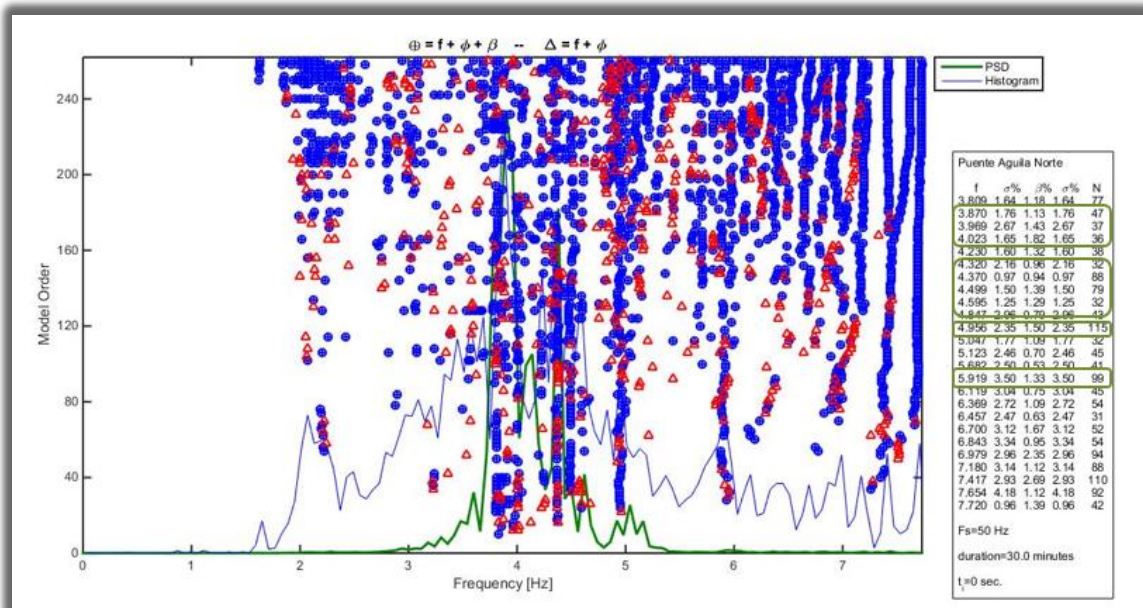 ⊕ = f + ϕ + β -- Δ = f + ϕ
PSD
Histogram
240
200
160
120
80
40
0
Model Order
0 1 2 3 4 5 6 7
Frequency [Hz]
Puente Aguila Norte
f σ% β% σ% N
3.809 1.64 1.18 1.64 77
3.870 1.76 1.13 1.76 47
3.969 2.67 1.43 2.67 37
4.023 1.65 1.82 1.65 36
4.230 1.60 1.32 1.60 38
4.320 2.16 0.96 2.16 32
4.370 0.97 0.94 0.97 88
4.499 1.50 1.39 1.50 79
4.595 1.25 1.29 1.25 32
4.847 2.96 0.79 2.96 43
4.956 2.35 1.50 2.35 115
5.047 1.77 1.09 1.77 32
5.123 2.46 0.70 2.46 45
5.682 2.50 0.53 2.50 41
5.919 3.50 1.33 3.50 99
6.119 3.04 0.75 3.04 45
6.369 2.72 1.09 2.72 54
6.457 2.47 0.63 2.47 31
6.700 3.12 1.67 3.12 52
6.843 3.34 0.95 3.34 54
6.979 2.96 2.35 2.96 94
7.180 3.14 1.12 3.14 88
7.417 2.93 2.69 2.93 110
7.654 4.18 1.12 4.18 92
7.720 0.96 1.39 0.96 42
Fs=50 Hz
duration=30.0 minutes
t_i=0 sec.